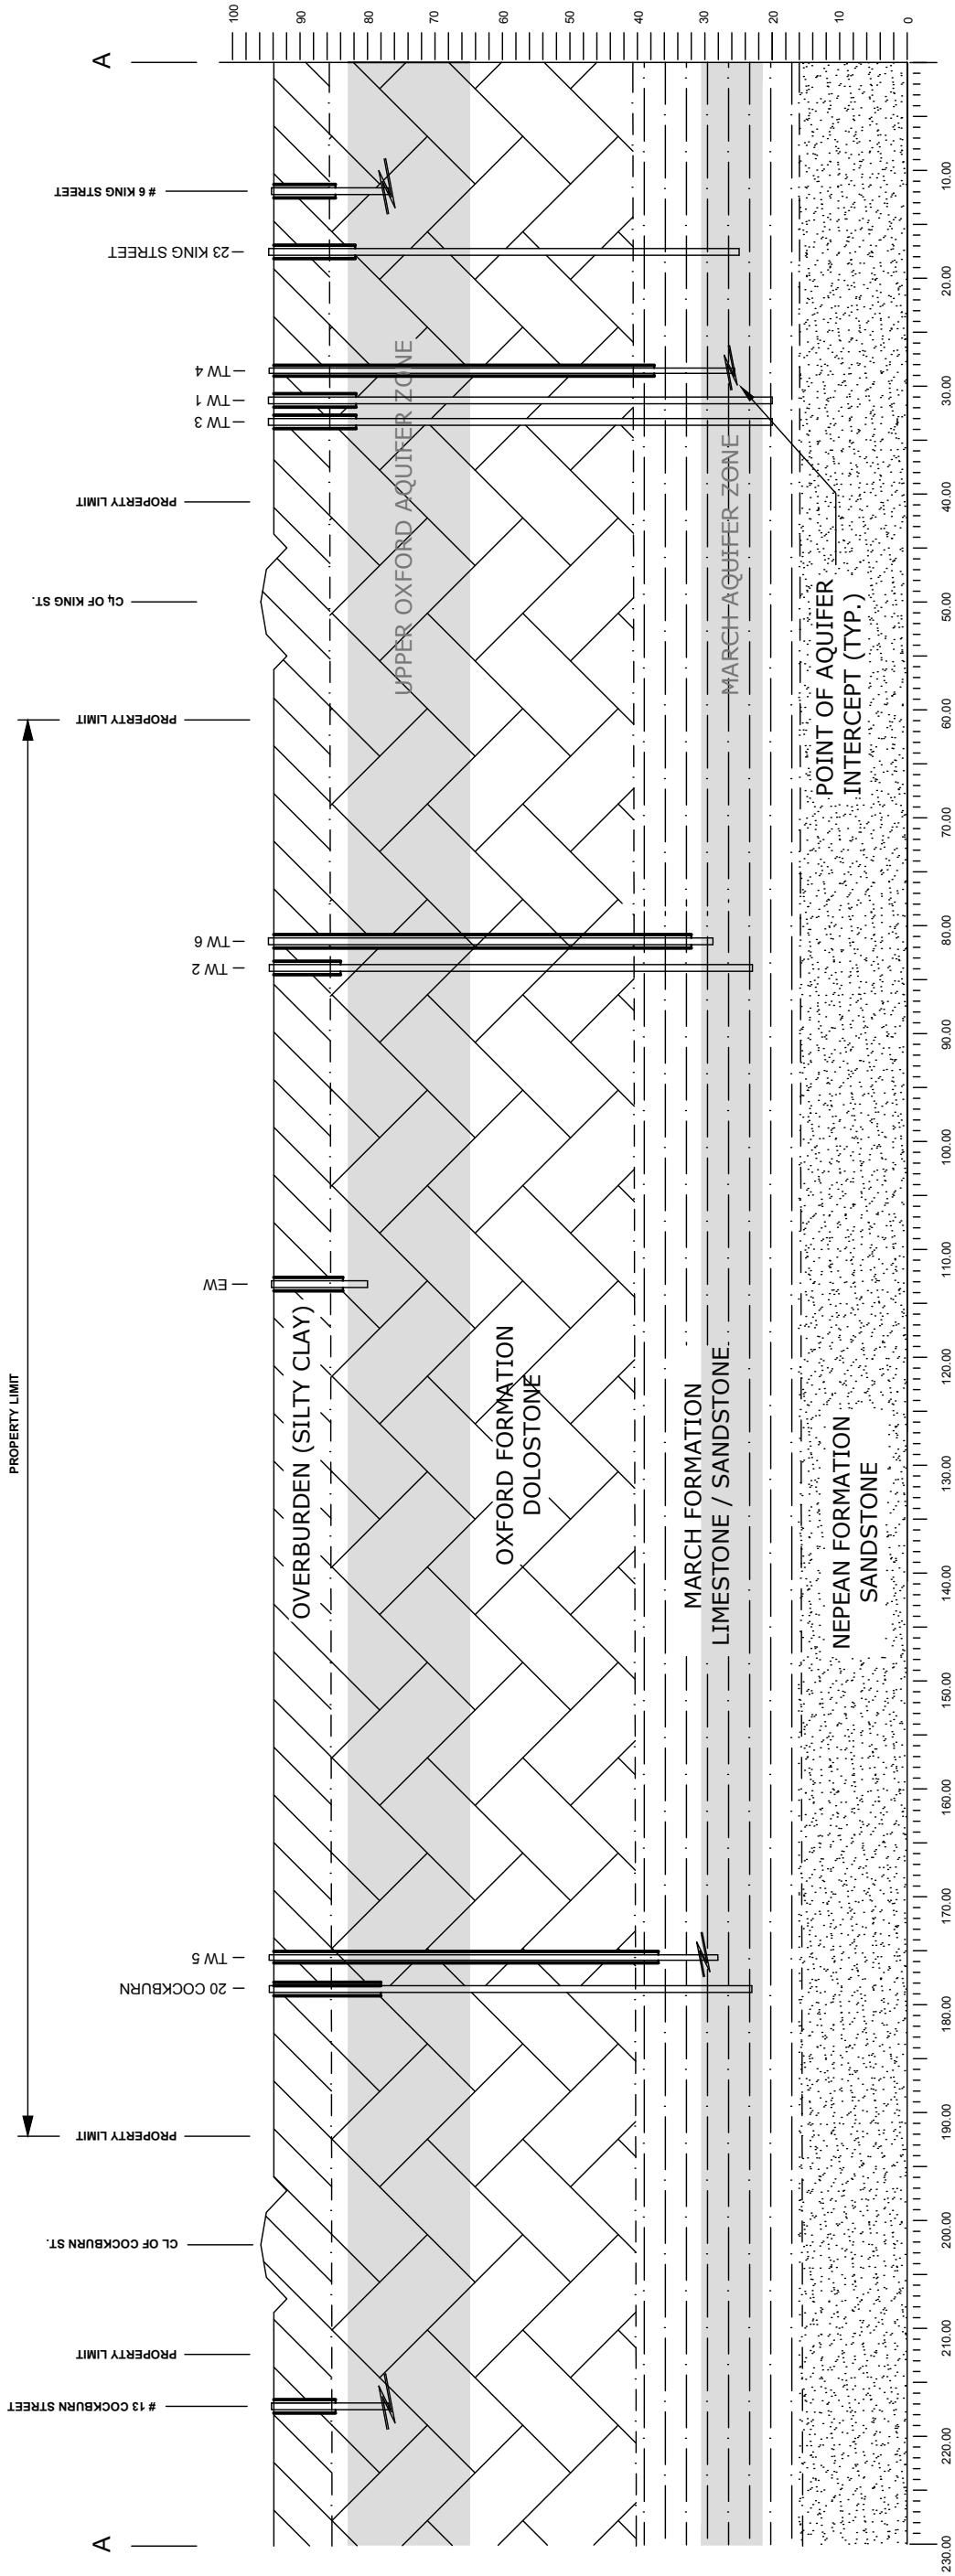 PROPERTY LIMIT
A
A
# 13 COCKBURN STREET
PROPERTY LIMIT
CL OF COCKBURN ST.
PROPERTY LIMIT
20 COCKBURN
TW 5
EW
TW 2
TW 6
PROPERTY LIMIT
CL OF KING ST.
PROPERTY LIMIT
TW 3
TW 1
TW 4
23 KING STREET
# 6 KING STREET
OVERBURDEN (SILTY CLAY)
UPPER OXFORD AQUIFER ZONE
OXFORD FORMATION
DOLOSTONE
MARCH FORMATION
LIMESTONE / SANDSTONE
MARCH AQUIFER ZONE
POINT OF AQUIFER
INTERCEPT (TYP.)
NEPEAN FORMATION
SANDSTONE
100
90
80
70
60
50
40
30
20
10
0
230.00
220.00
210.00
200.00
190.00
180.00
170.00
160.00
150.00
140.00
130.00
120.00
110.00
100.00
90.00
80.00
70.00
60.00
50.00
40.00
30.00
20.00
10.00